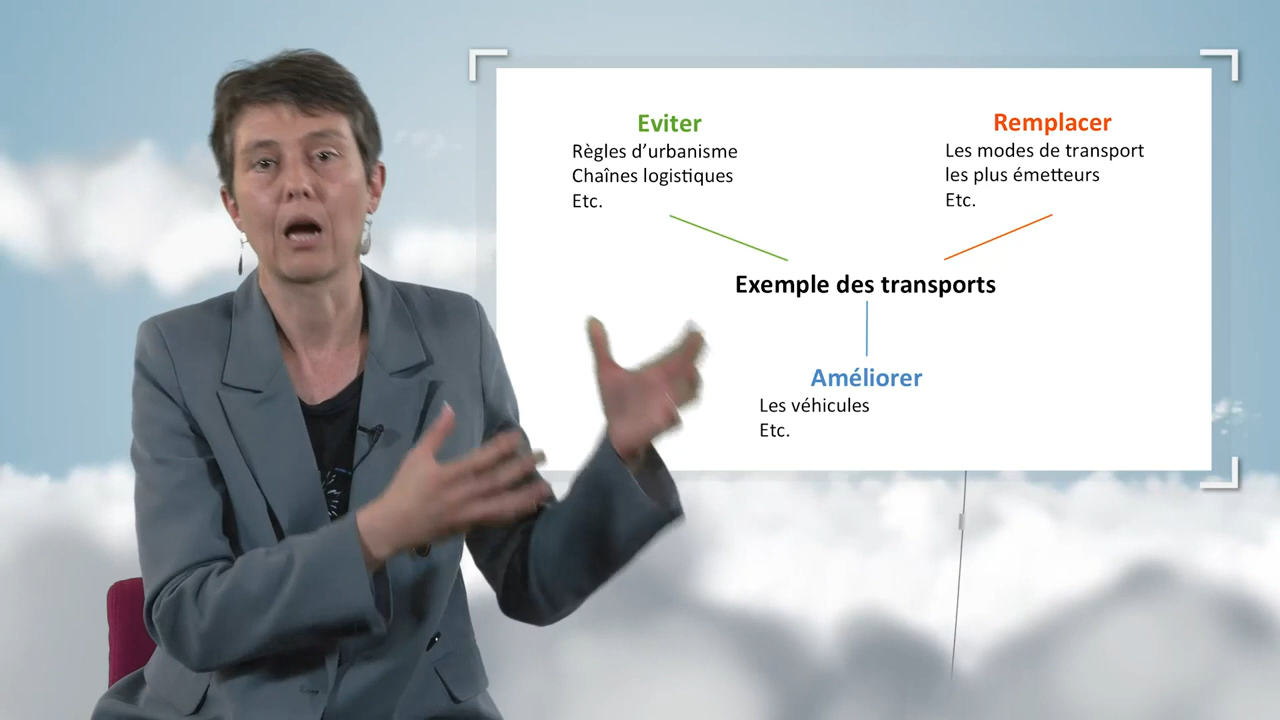 Eviter
Règles d'urbanisme
Chaînes logistiques
Etc.
Remplacer
Les modes de transport
les plus émetteurs
Etc.
Exemple des transports
Améliorer
Les véhicules
Etc.